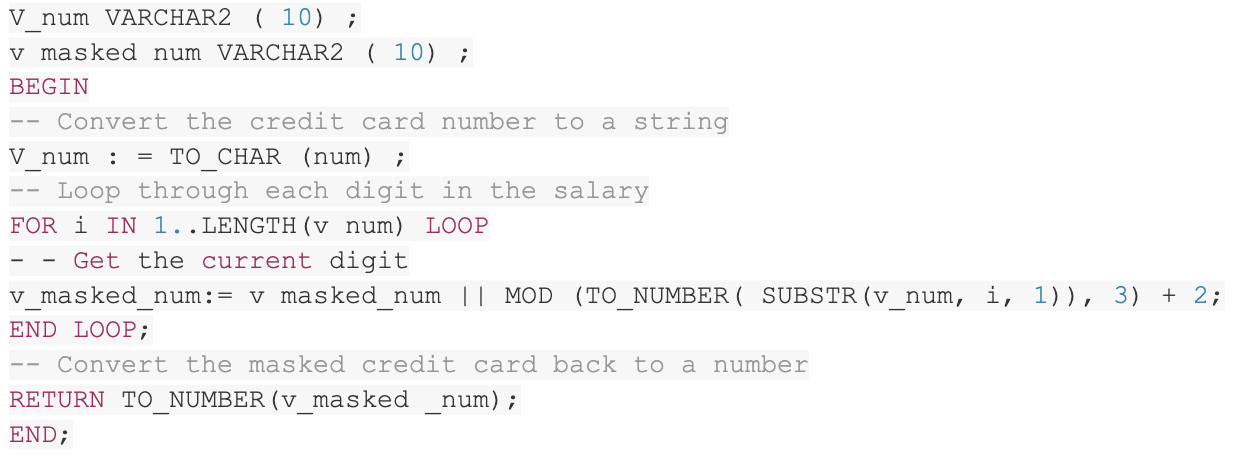 V_num VARCHAR2 ( 10) ;
v masked num VARCHAR2 ( 10) ;
BEGIN
-- Convert the credit card number to a string
V_num : = TO_CHAR (num) ;
-- Loop through each digit in the salary
FOR i IN 1..LENGTH(v num) LOOP
- - Get the current digit
v_masked_num:= v masked_num || MOD (TO_NUMBER( SUBSTR(v_num, i, 1)), 3) + 2;
END LOOP;
-- Convert the masked credit card back to a number
RETURN TO_NUMBER(v_masked _num);
END;